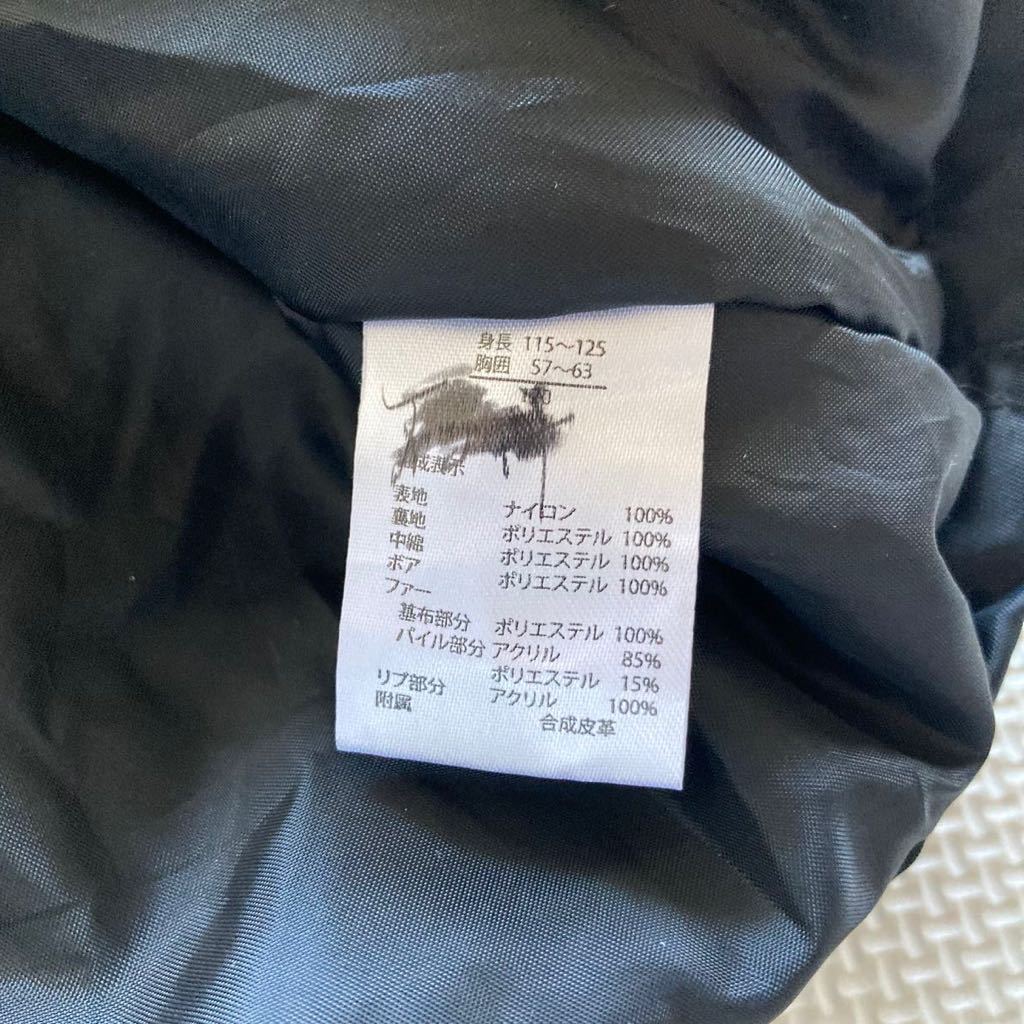 身長 115～125
胸囲 57～63
成表示
表地 ナイロン 100%
裏地 ポリエステル 100%
中綿 ポリエステル 100%
ボア ポリエステル 100%
ファー
基布部分 ポリエステル 100%
パイル部分 アクリル 85%
ポリエステル 15%
リブ部分 アクリル 100%
附属 合成皮革